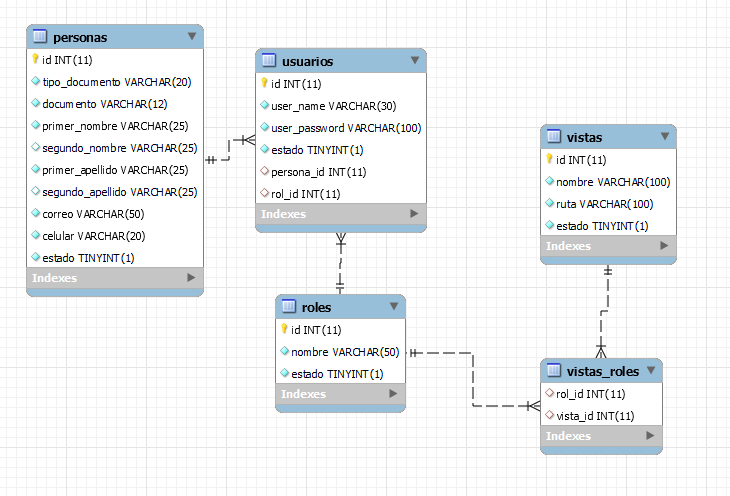 personas
id INT(11)
tipo_documento VARCHAR(20)
documento VARCHAR(12)
primer_nombre VARCHAR(25)
segundo_nombre VARCHAR(25)
primer_apellido VARCHAR(25)
segundo_apellido VARCHAR(25)
correo VARCHAR(50)
celular VARCHAR(20)
estado TINYINT(1)
Indexes
usuarios
id INT(11)
user_name VARCHAR(30)
user_password VARCHAR(100)
estado TINYINT(1)
persona_id INT(11)
rol_id INT(11)
Indexes
roles
id INT(11)
nombre VARCHAR(50)
estado TINYINT(1)
Indexes
vistas
id INT(11)
nombre VARCHAR(100)
ruta VARCHAR(100)
estado TINYINT(1)
Indexes
vistas_roles
rol_id INT(11)
vista_id INT(11)
Indexes